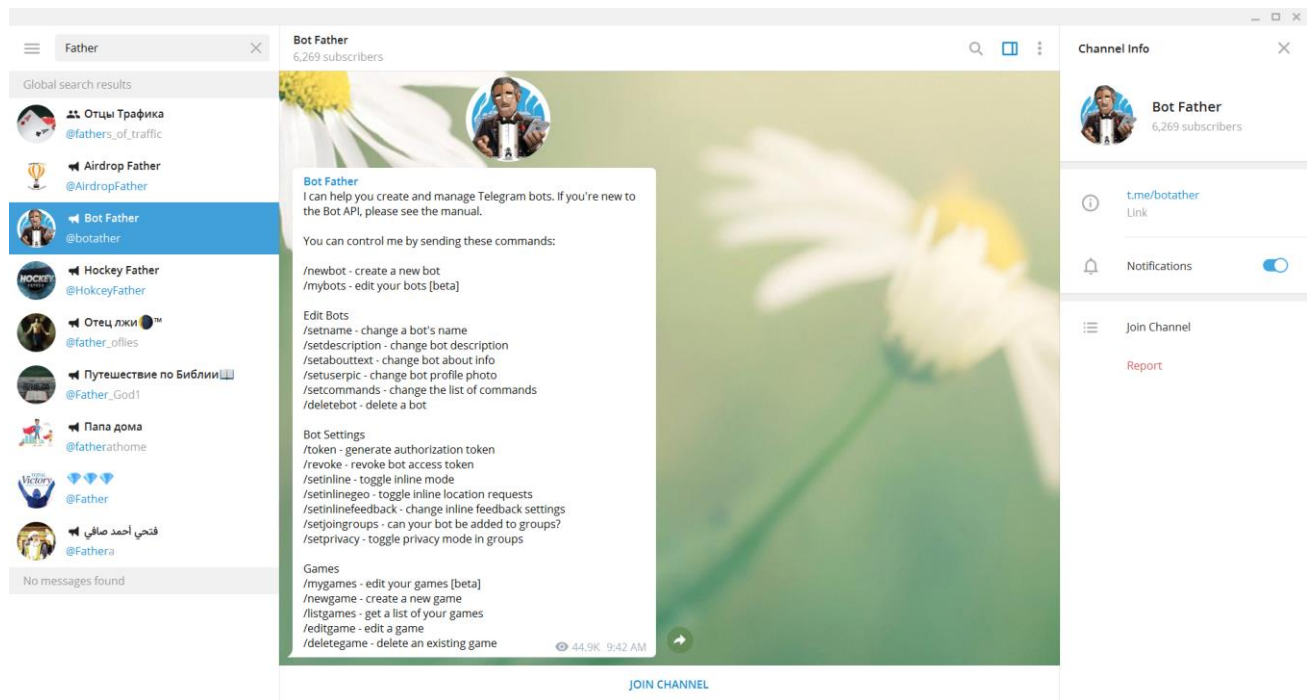 Father
Global search results
Отцы Трафика
@fathers_of_traffic
Airdrop Father
@AirdropFather
Bot Father
@botather
HOCKEY
Hockey Father
@HokceyFather
Отец лжи🌘™
@father_oflies
Путешествие по Библии📖
@Father_God1
Папа дома
@fatherathome
Victory
💎💎💎
@Father
فتحي أحمد صافي
@Fathera
No messages found
Bot Father
6,269 subscribers
Bot Father
I can help you create and manage Telegram bots. If you're new to
the Bot API, please see the manual.
You can control me by sending these commands:
/newbot - create a new bot
/mybots - edit your bots [beta]
Edit Bots
/setname - change a bot's name
/setdescription - change bot description
/setabouttext - change bot about info
/setuserpic - change bot profile photo
/setcommands - change the list of commands
/deletebot - delete a bot
Bot Settings
/token - generate authorization token
/revoke - revoke bot access token
/setinline - toggle inline mode
/setinlinegeo - toggle inline location requests
/setinlinefeedback - change inline feedback settings
/setjoingroups - can your bot be added to groups?
/setprivacy - toggle privacy mode in groups
Games
/mygames - edit your games [beta]
/newgame - create a new game
/listgames - get a list of your games
/editgame - edit a game
/deletegame - delete an existing game
44.9K 9:42 AM
JOIN CHANNEL
Channel Info
Bot Father
6,269 subscribers
t.me/botather
Link
Notifications
Join Channel
Report